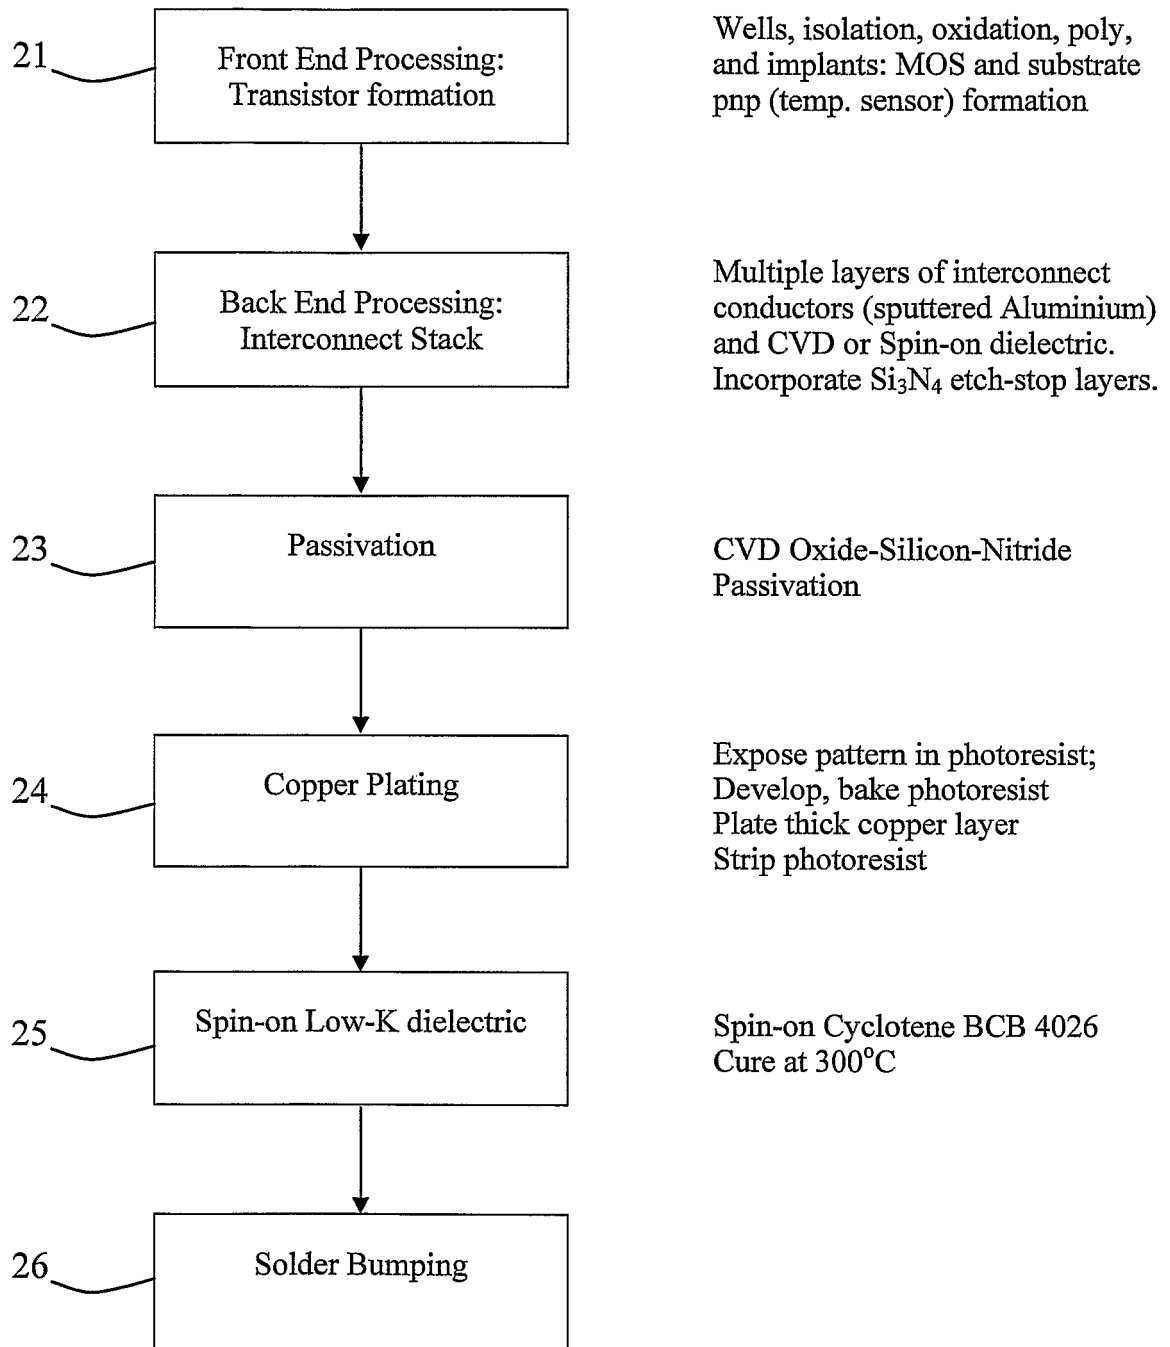 21
Front End Processing:
Transistor formation
Wells, isolation, oxidation, poly,
and implants: MOS and substrate
pnp (temp. sensor) formation
22
Back End Processing:
Interconnect Stack
Multiple layers of interconnect
conductors (sputtered Aluminium)
and CVD or Spin-on dielectric.
Incorporate Si₃N₄ etch-stop layers.
23
Passivation
CVD Oxide-Silicon-Nitride
Passivation
24
Copper Plating
Expose pattern in photoresist;
Develop, bake photoresist
Plate thick copper layer
Strip photoresist
25
Spin-on Low-K dielectric
Spin-on Cyclotene BCB 4026
Cure at 300°C
26
Solder Bumping